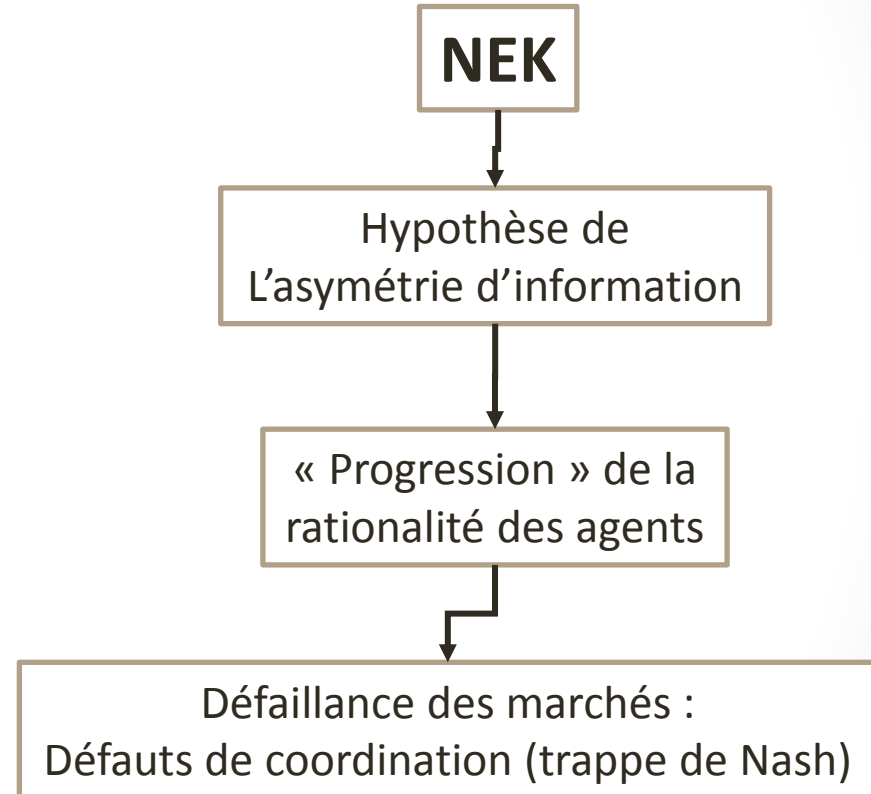 NEK
Hypothèse de
L’asymétrie d’information
« Progression » de la
rationalité des agents
Défaillance des marchés :
Défauts de coordination (trappe de Nash)